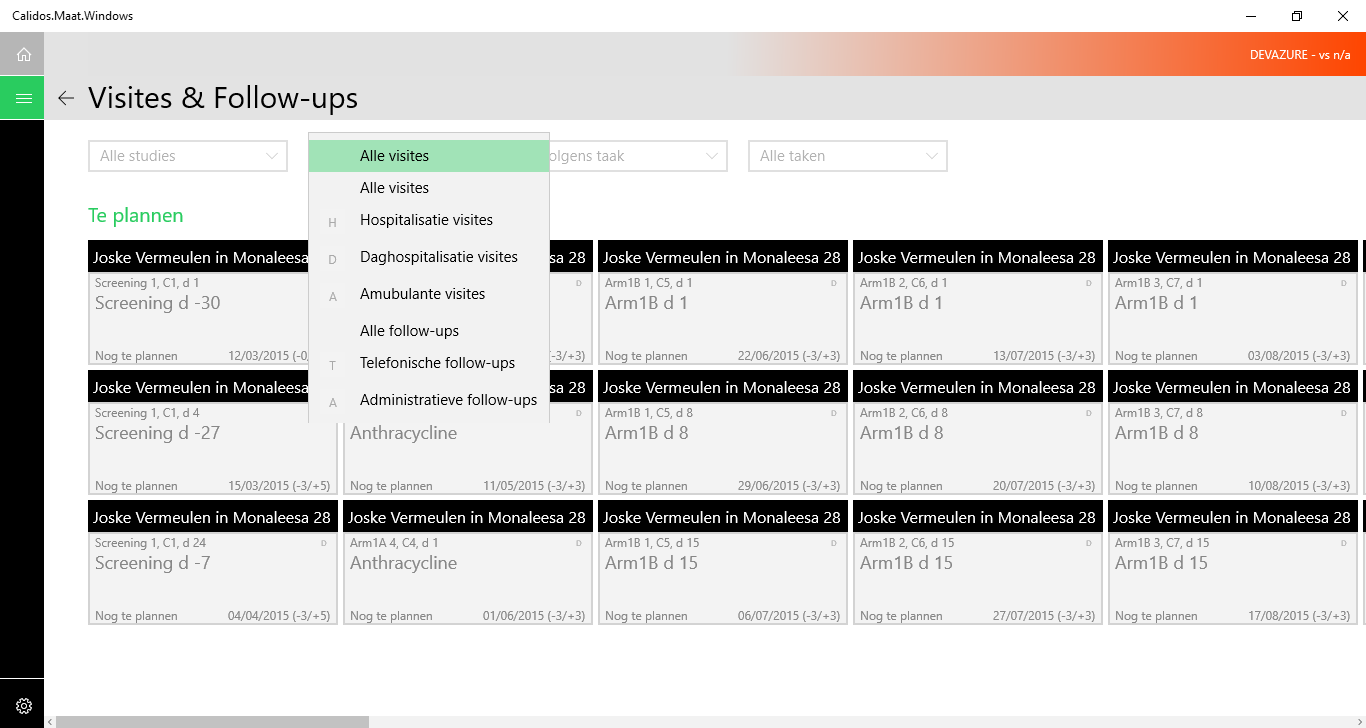 Calidos.Maat.Windows
DEVAZURE - vs n/a
Visites & Follow-ups
Alle studies
olgens taak
Alle taken
Alle visites
Alle visites
H Hospitalisatie visites
D Daghospitalisatie visites
A Amubulante visites
Alle follow-ups
T Telefonische follow-ups
A Administratieve follow-ups
Te plannen
Joske Vermeulen in Monaleesa
Screening 1, C1, d 1
Screening d -30
Nog te plannen 12/03/2015 (-0,
sa 28
D
(-3/+3)
Joske Vermeulen in Monaleesa 28
Arm1B 1, C5, d 1 D
Arm1B d 1
Nog te plannen 22/06/2015 (-3/+3)
Joske Vermeulen in Monaleesa 28
Arm1B 2, C6, d 1 D
Arm1B d 1
Nog te plannen 13/07/2015 (-3/+3)
Joske Vermeulen in Monaleesa 28
Arm1B 3, C7, d 1 D
Arm1B d 1
Nog te plannen 03/08/2015 (-3/+3)
Joske Vermeulen in Monaleesa
Screening 1, C1, d 4
Screening d -27
Nog te plannen 15/03/2015 (-3/+5)
sa 28
D
Anthracycline
Nog te plannen 11/05/2015 (-3/+3)
Joske Vermeulen in Monaleesa 28
Arm1B 1, C5, d 8 D
Arm1B d 8
Nog te plannen 29/06/2015 (-3/+3)
Joske Vermeulen in Monaleesa 28
Arm1B 2, C6, d 8 D
Arm1B d 8
Nog te plannen 20/07/2015 (-3/+3)
Joske Vermeulen in Monaleesa 28
Arm1B 3, C7, d 8 D
Arm1B d 8
Nog te plannen 10/08/2015 (-3/+3)
Joske Vermeulen in Monaleesa 28
Screening 1, C1, d 24 D
Screening d -7
Nog te plannen 04/04/2015 (-3/+5)
Joske Vermeulen in Monaleesa 28
Arm1A 4, C4, d 1 D
Anthracycline
Nog te plannen 01/06/2015 (-3/+3)
Joske Vermeulen in Monaleesa 28
Arm1B 1, C5, d 15 D
Arm1B d 15
Nog te plannen 06/07/2015 (-3/+3)
Joske Vermeulen in Monaleesa 28
Arm1B 2, C6, d 15 D
Arm1B d 15
Nog te plannen 27/07/2015 (-3/+3)
Joske Vermeulen in Monaleesa 28
Arm1B 3, C7, d 15 D
Arm1B d 15
Nog te plannen 17/08/2015 (-3/+3)